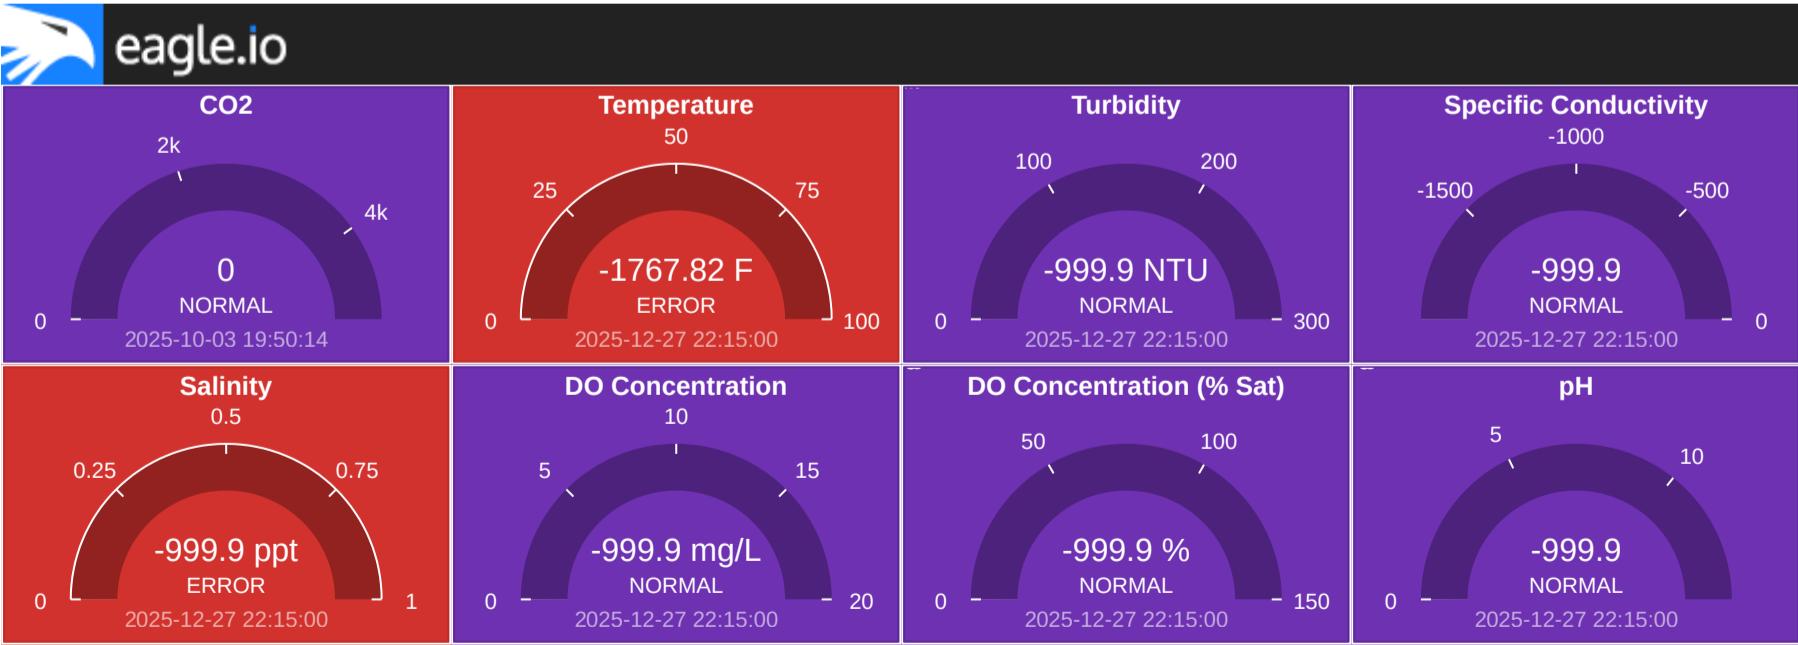 eagle.io
CO2
2k
4k
0
0
NORMAL
2025-10-03 19:50:14
Temperature
50
25
75
-1767.82 F
ERROR
0
100
2025-12-27 22:15:00
Turbidity
100
200
-999.9 NTU
NORMAL
0
300
2025-12-27 22:15:00
Specific Conductivity
-1000
-1500
-500
-999.9
NORMAL
0
2025-12-27 22:15:00
Salinity
0.5
0.25
0.75
-999.9 ppt
ERROR
0
1
2025-12-27 22:15:00
DO Concentration
10
5
15
-999.9 mg/L
NORMAL
0
20
2025-12-27 22:15:00
DO Concentration (% Sat)
50
100
-999.9 %
NORMAL
0
150
2025-12-27 22:15:00
pH
5
10
-999.9
NORMAL
0
2025-12-27 22:15:00